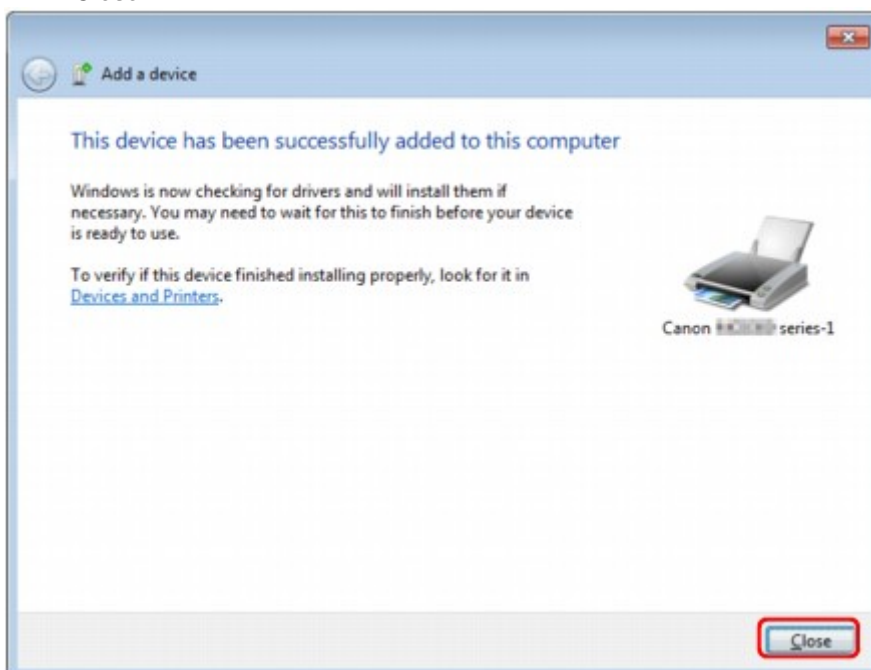 Add a device
This device has been successfully added to this computer
Windows is now checking for drivers and will install them if
necessary. You may need to wait for this to finish before your device
is ready to use.
To verify if this device finished installing properly, look for it in
Devices and Printers.
Canon series-1
Close